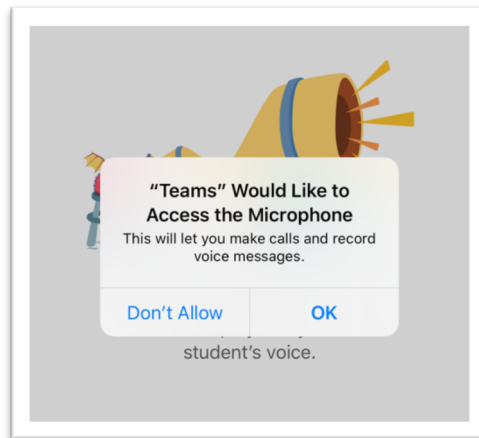 “Teams” Would Like to
Access the Microphone
This will let you make calls and record
voice messages.
Don’t Allow
OK
student’s voice.